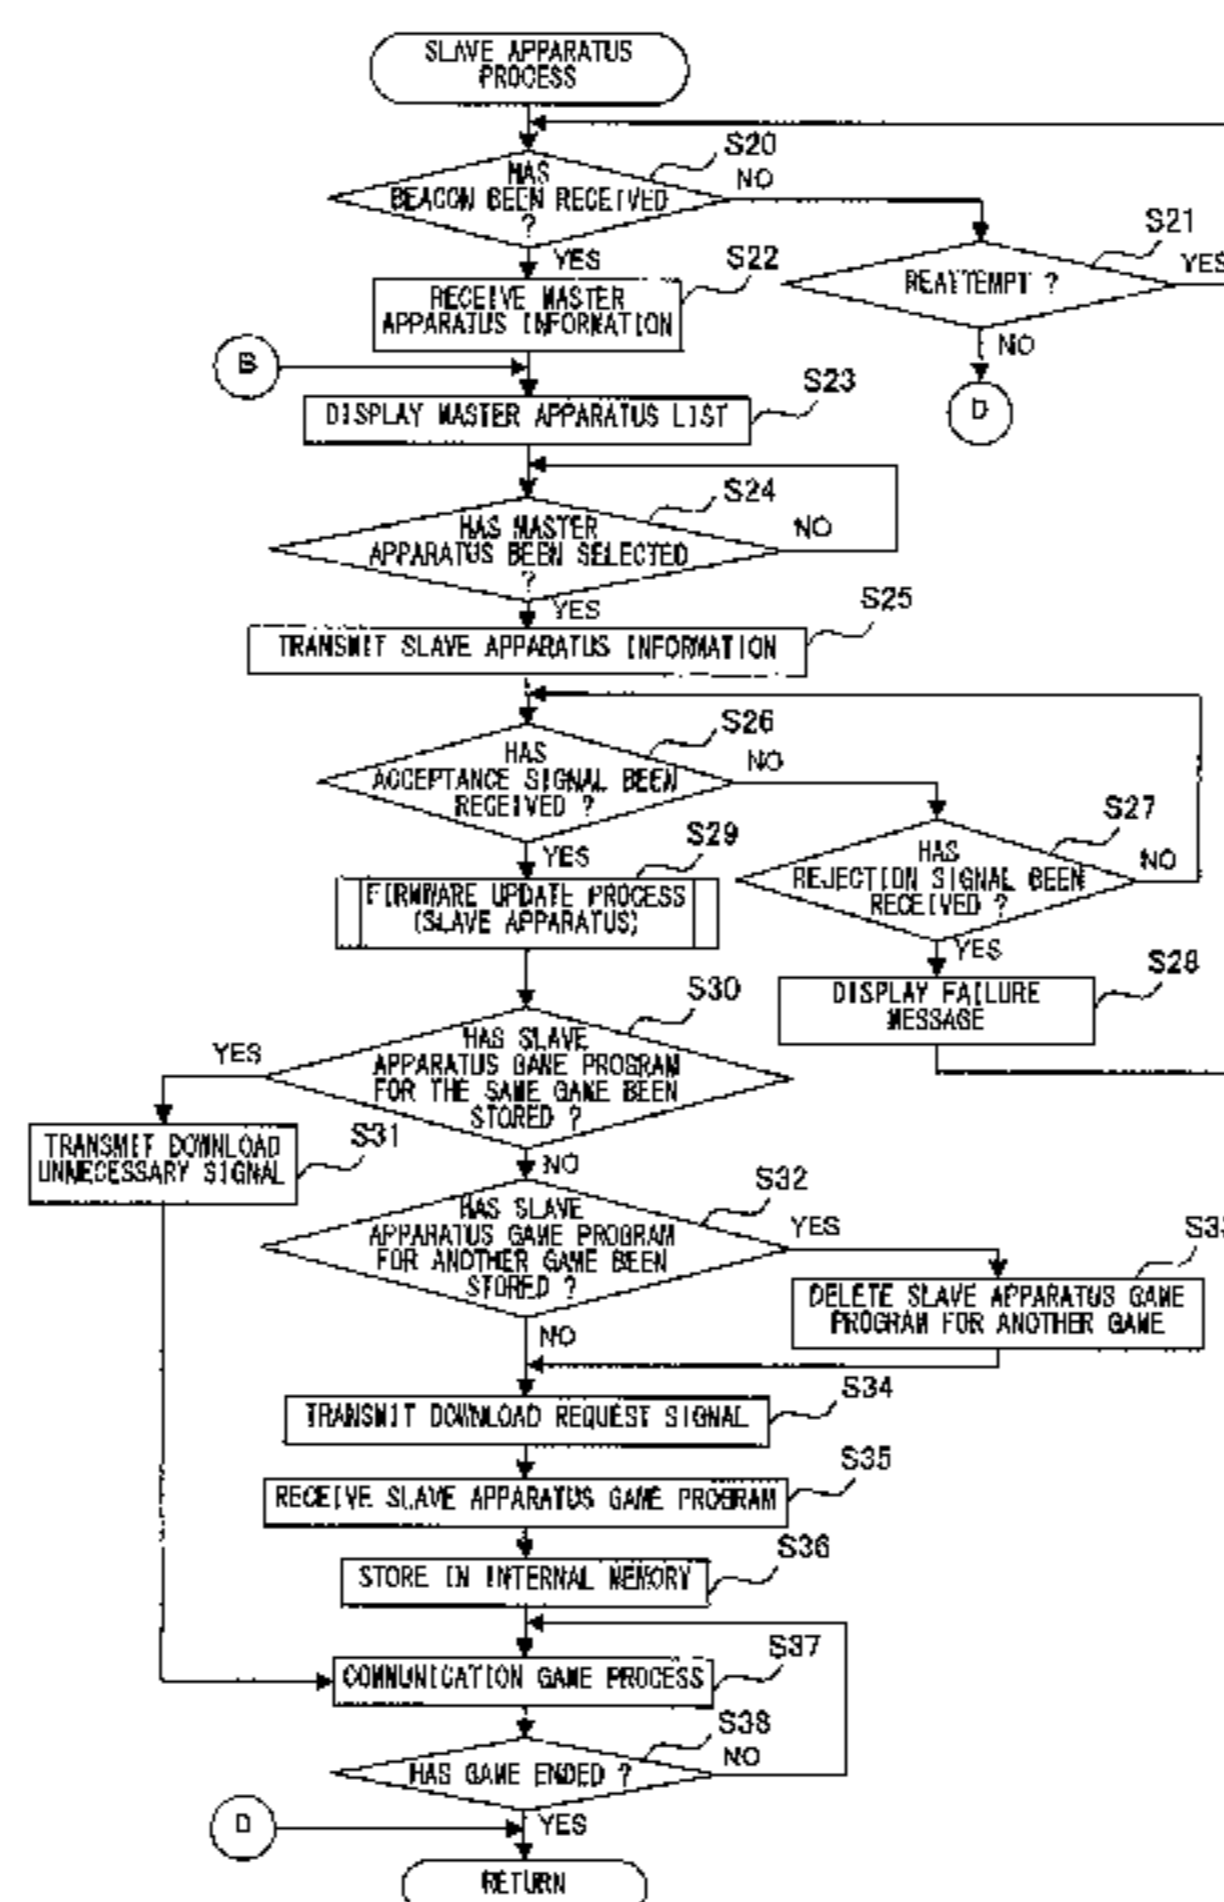 SLAVE APPARATUS
PROCESS
S20
HAS
BEACON BEEN RECEIVED
?
NO
YES
S21
REATTEMPT ?
YES
NO
D
S22
RECEIVE MASTER
APPARATUS INFORMATION
B
S23
DISPLAY MASTER APPARATUS LIST
S24
HAS MASTER
APPARATUS BEEN SELECTED
?
NO
YES
S25
TRANSMIT SLAVE APPARATUS INFORMATION
S26
HAS
ACCEPTANCE SIGNAL BEEN
RECEIVED ?
NO
YES
S27
HAS
REJECTION SIGNAL BEEN
RECEIVED ?
NO
YES
S28
DISPLAY FAILURE
MESSAGE
S29
FIRMWARE UPDATE PROCESS
(SLAVE APPARATUS)
S30
HAS SLAVE
APPARATUS GAME PROGRAM
FOR THE SAME GAME BEEN
STORED ?
YES
NO
S31
TRANSMIT DOWNLOAD
UNNECESSARY SIGNAL
S32
HAS SLAVE
APPARATUS GAME PROGRAM
FOR ANOTHER GAME BEEN
STORED ?
YES
NO
S33
DELETE SLAVE APPARATUS GAME
PROGRAM FOR ANOTHER GAME
S34
TRANSMIT DOWNLOAD REQUEST SIGNAL
S35
RECEIVE SLAVE APPARATUS GAME PROGRAM
S36
STORE IN INTERNAL MEMORY
S37
COMMUNICATION GAME PROCESS
S38
HAS GAME ENDED ?
NO
YES
D
RETURN